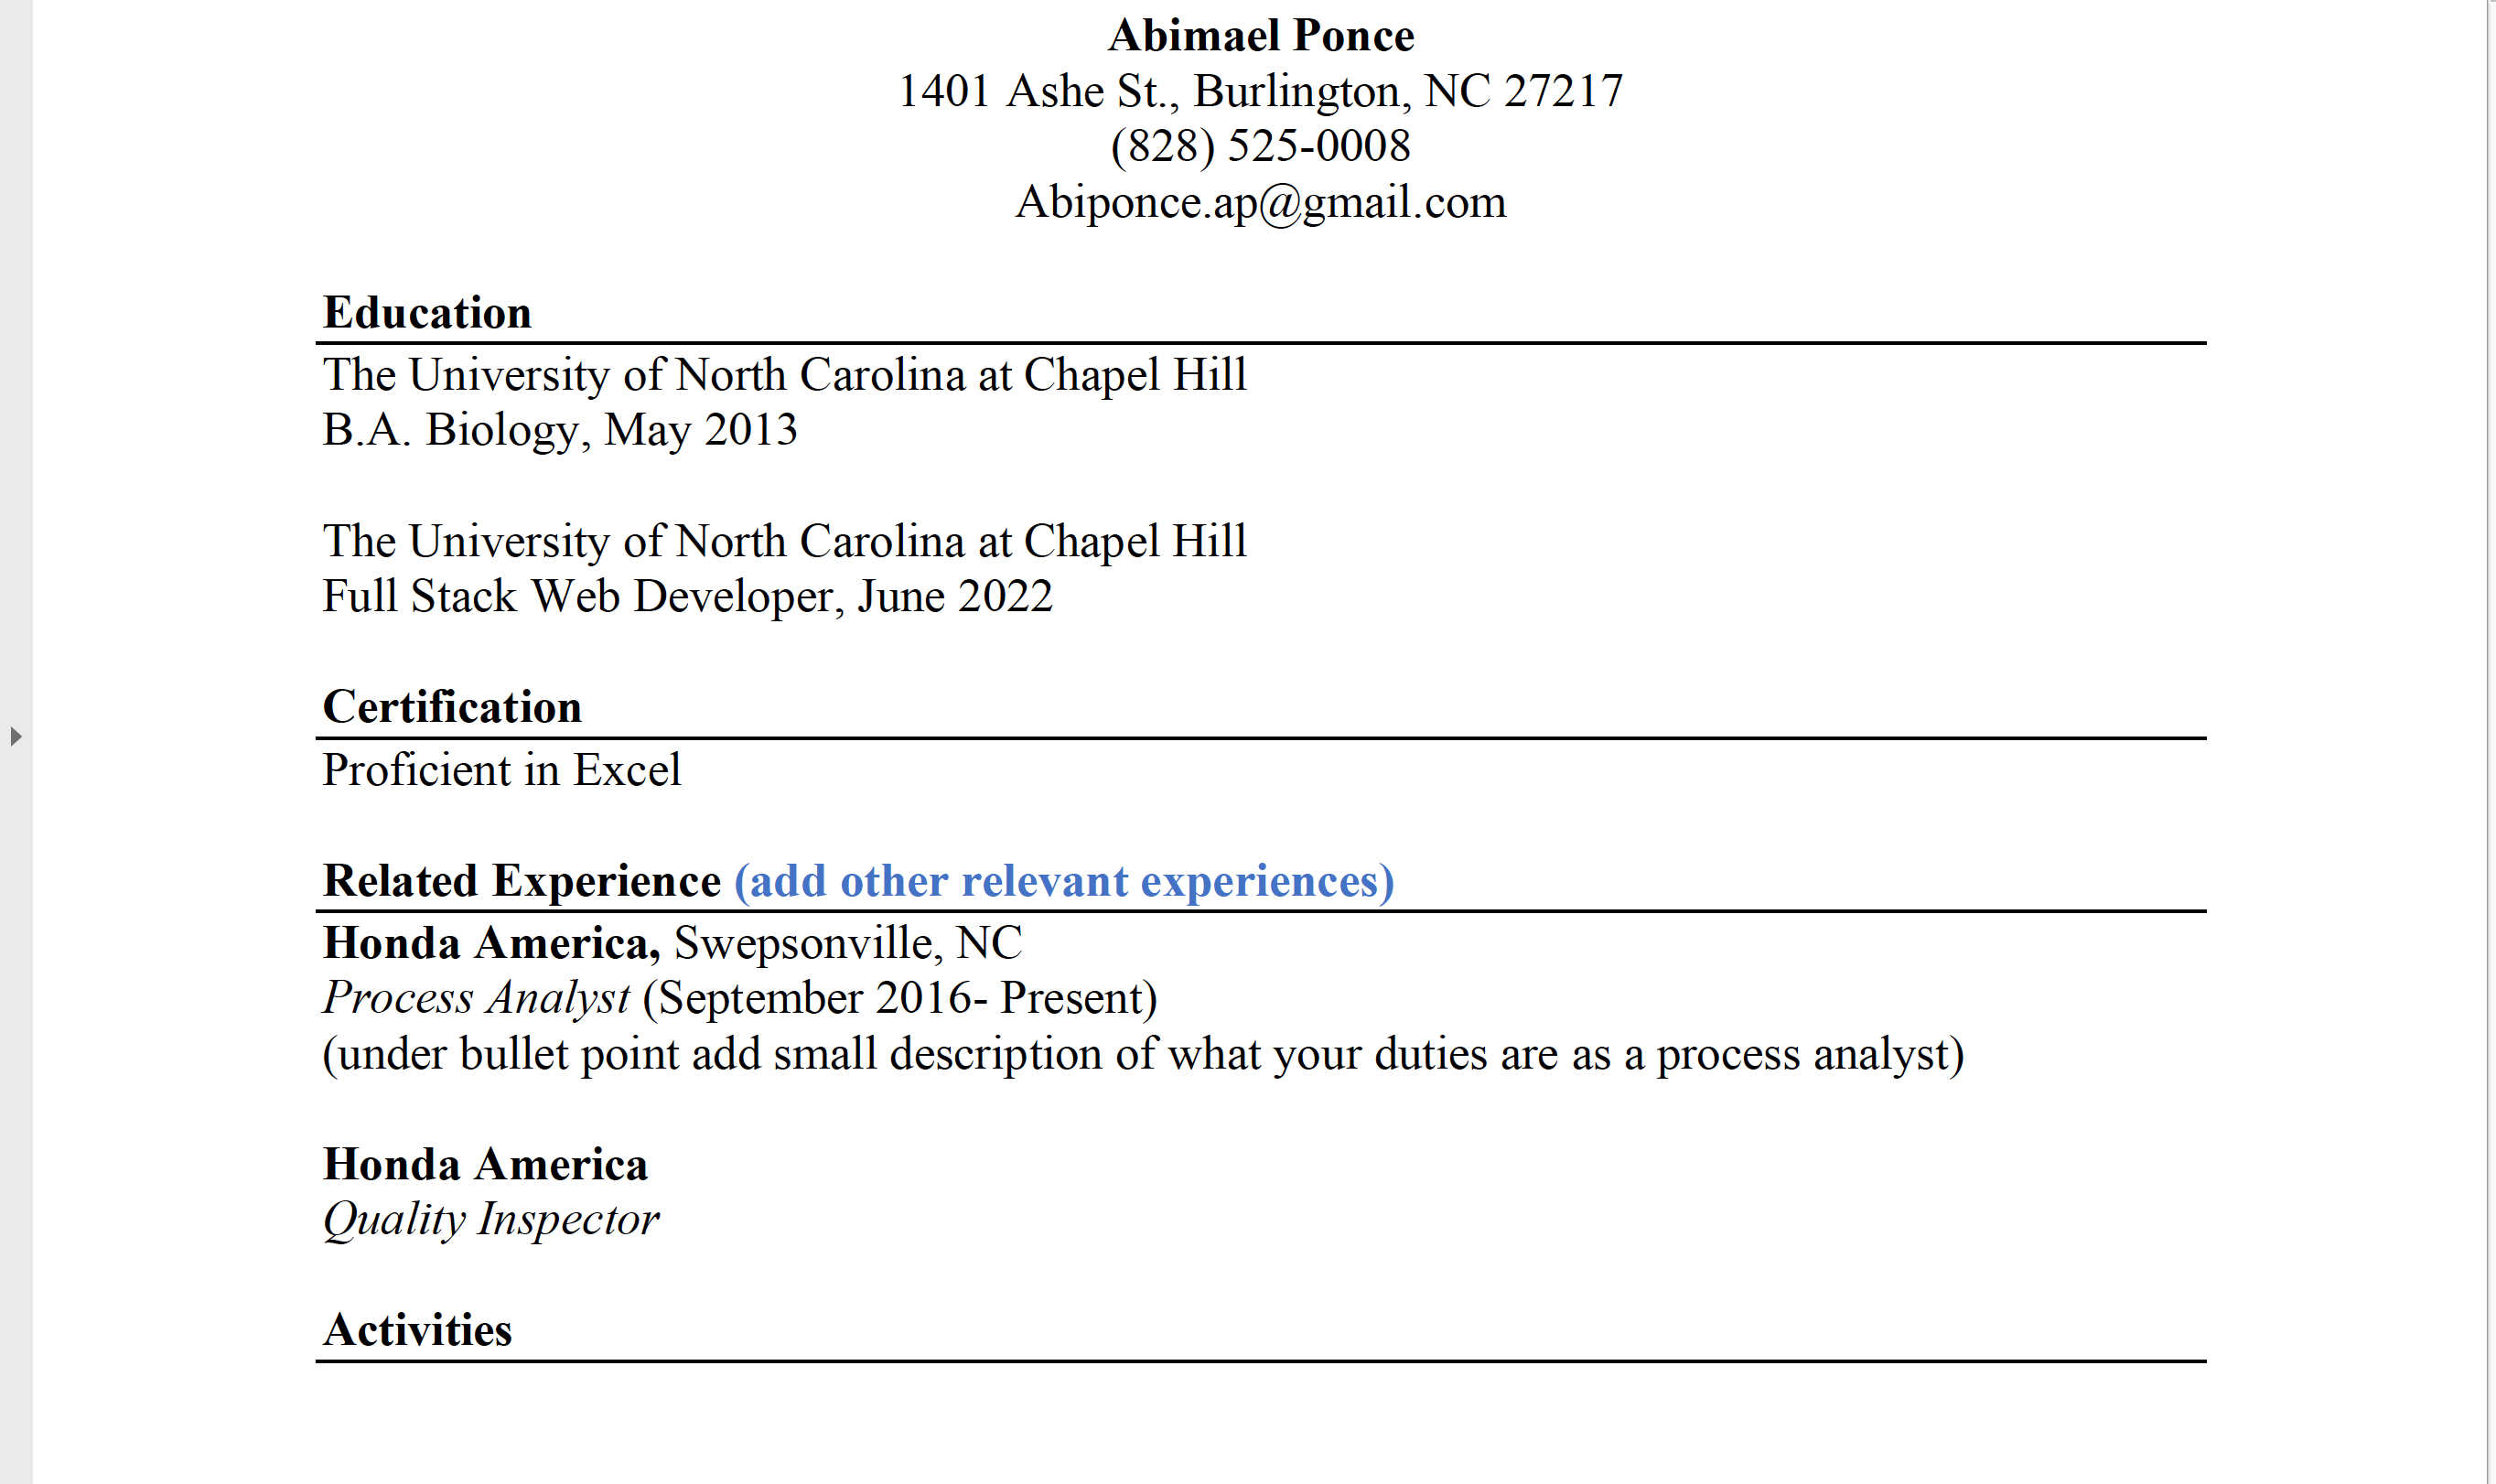 Abimael Ponce
1401 Ashe St., Burlington, NC 27217
(828) 525-0008
Abiponce.ap@gmail.com
Education
The University of North Carolina at Chapel Hill
B.A. Biology, May 2013
The University of North Carolina at Chapel Hill
Full Stack Web Developer, June 2022
Certification
Proficient in Excel
Related Experience (add other relevant experiences)
Honda America, Swepsonville, NC
Process Analyst (September 2016- Present)
(under bullet point add small description of what your duties are as a process analyst)
Honda America
Quality Inspector
Activities